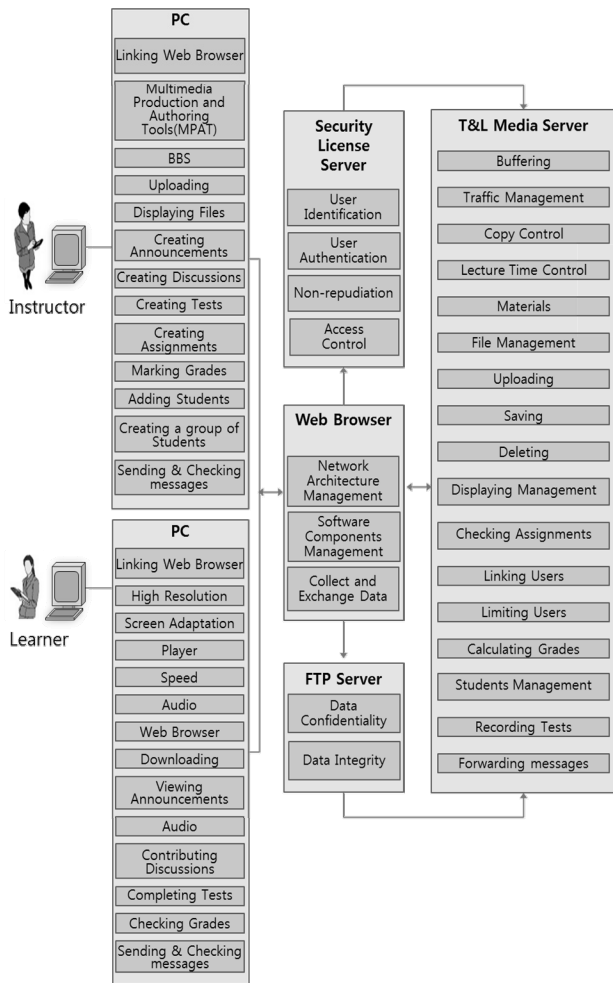 PC
Linking Web Browser
Multimedia
Production and
Authoring
Tools(MPAT)
BBS
Uploading
Displaying Files
Creating
Announcements
Creating Discussions
Creating Tests
Creating
Assignments
Marking Grades
Adding Students
Creating a group of
Students
Sending & Checking
messages
Instructor
PC
Linking Web Browser
High Resolution
Screen Adaptation
Player
Speed
Audio
Web Browser
Downloading
Viewing
Announcements
Audio
Contributing
Discussions
Completing Tests
Checking Grades
Sending & Checking
messages
Learner
Security
License
Server
User
Identification
User
Authentication
Non-repudiation
Access
Control
Web Browser
Network
Architecture
Management
Software
Components
Management
Collect and
Exchange Data
FTP Server
Data
Confidentiality
Data Integrity
T&L Media Server
Buffering
Traffic Management
Copy Control
Lecture Time Control
Materials
File Management
Uploading
Saving
Deleting
Displaying Management
Checking Assignments
Linking Users
Limiting Users
Calculating Grades
Students Management
Recording Tests
Forwarding messages